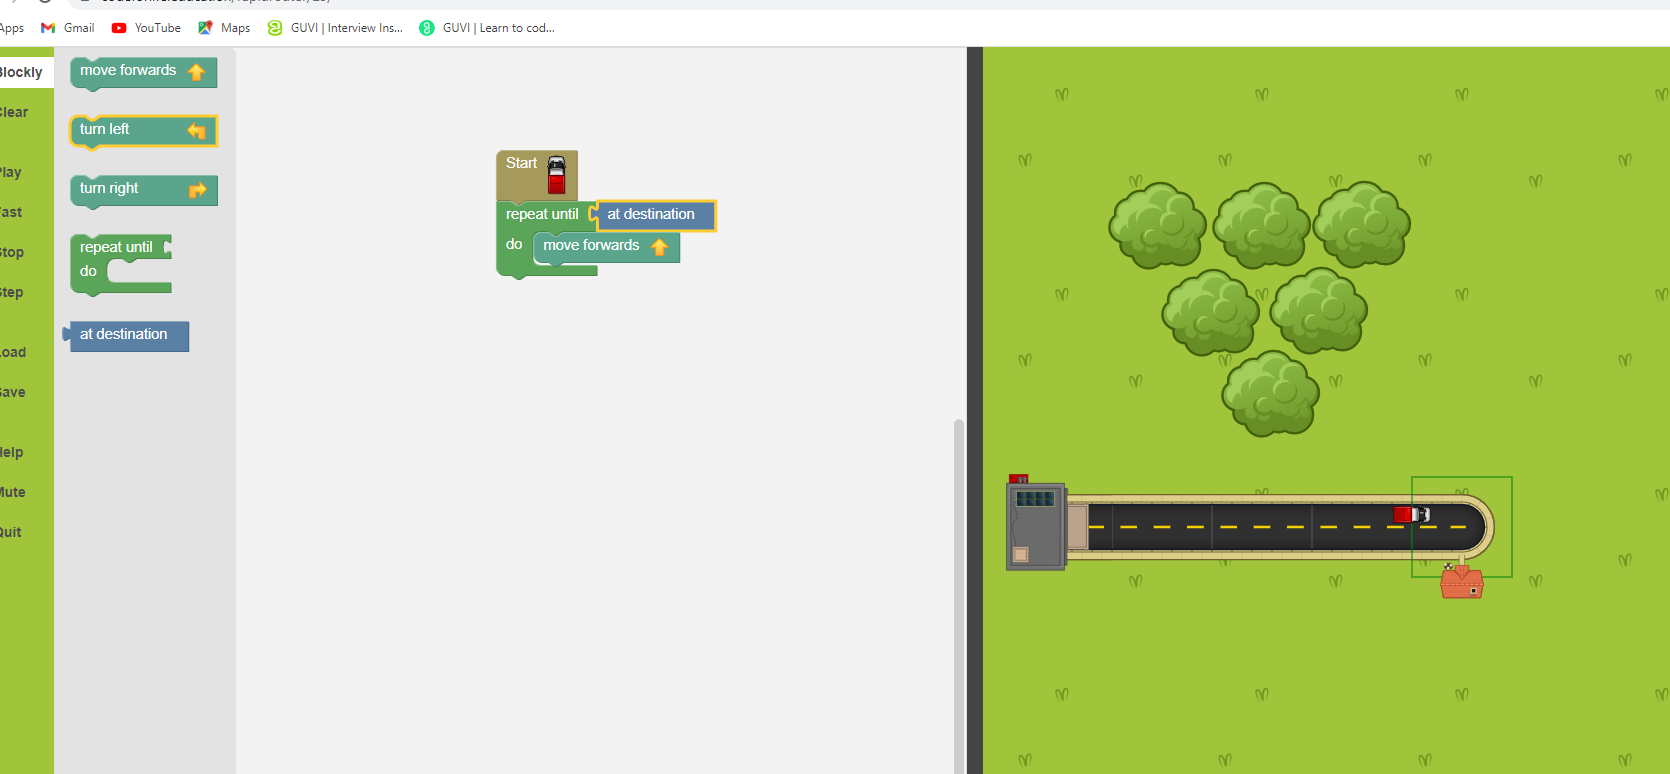 Apps Gmail YouTube Maps GUVI | Interview Ins... GUVI | Learn to cod...
Blockly
Clear
Play
Fast
Stop
Step
Load
Save
Help
Mute
Quit
move forwards
turn left
turn right
repeat until
do
at destination
Start
repeat until at destination
do move forwards